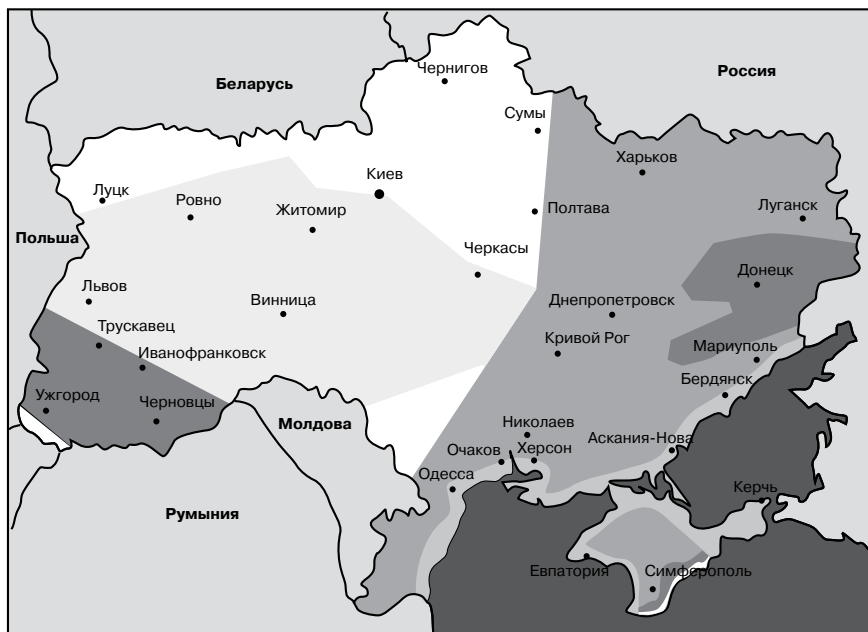 Чернигов
Беларусь
Россия
Сумы
Харьков
Киев
Луцк
Ровно
Житомир
Полтава
Луганск
Польша
Черкасы
Донецк
Львов
Винница
Днепропетровск
Трускавец
Кривой Рог
Мариуполь
Иванофранковск
Бердянск
Ужгород
Черновцы
Молдова
Николаев
Аскания-Нова
Очаков
Херсон
Одесса
Керчь
Румыния
Евпатория
Симферополь